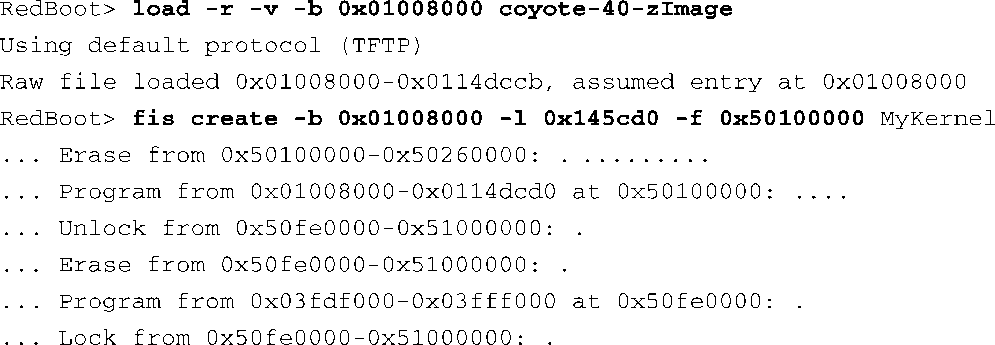 RedBoot> load -r -v -b 0x01008000 coyote-40-zImage
Using default protocol (TFTP)
Raw file loaded 0x01008000-0x0114dccb, assumed entry at 0x01008000
RedBoot> fis create -b 0x01008000 -l 0x145cd0 -f 0x50100000 MyKernel
... Erase from 0x50100000-0x50260000: . .........
... Program from 0x01008000-0x0114dcd0 at 0x50100000: ....
... Unlock from 0x50fe0000-0x51000000: .
... Erase from 0x50fe0000-0x51000000: .
... Program from 0x03fdf000-0x03fff000 at 0x50fe0000: .
... Lock from 0x50fe0000-0x51000000: .